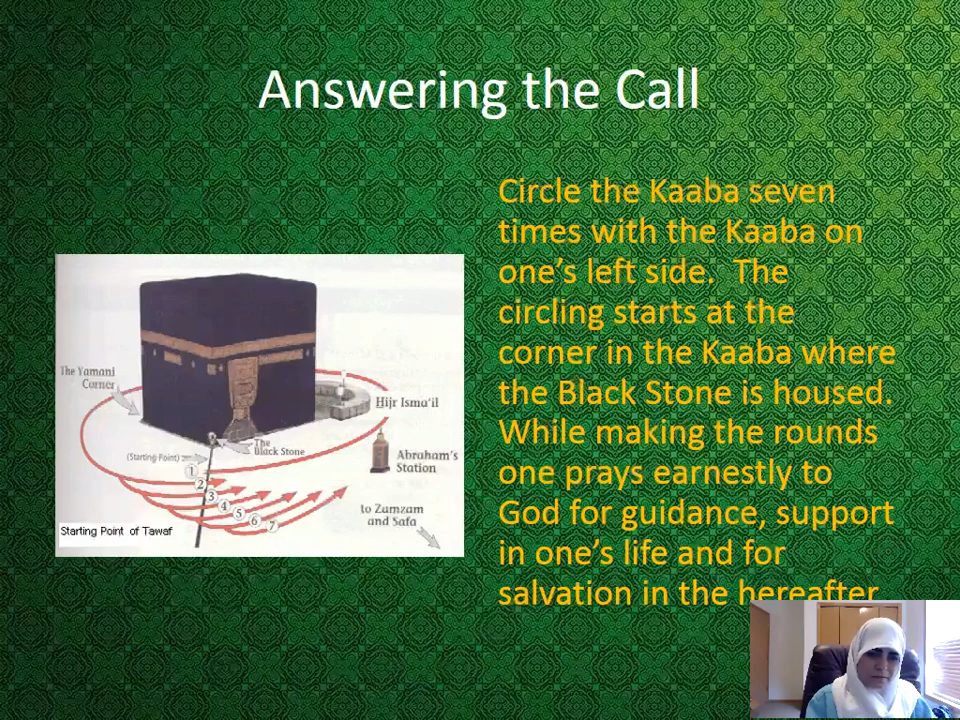 Answering the Call
Circle the Kaaba seven
times with the Kaaba on
one's left side.  The
circling starts at the
corner in the Kaaba where
the Black Stone is housed.
While making the rounds
one prays earnestly to
God for guidance, support
in one's life and for
salvation in the hereafter
The Yamani
Corner
Hijr Isma'il
The
Black Stone
(Starting Point)
Abraham's
Station
1
2
3
4
5
6
7
to Zamzam
and Safa
Starting Point of Tawaf